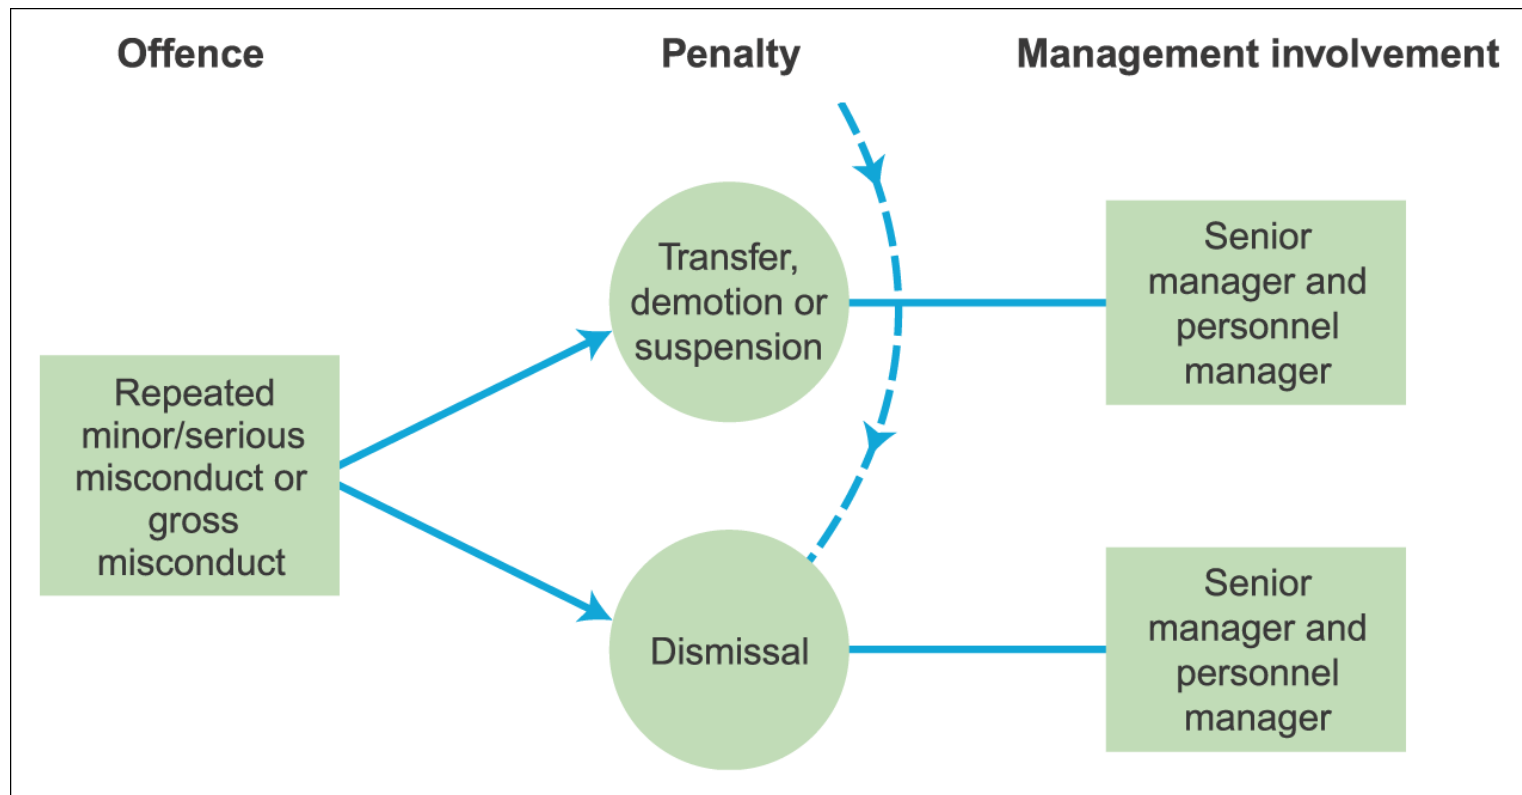 Offence
Penalty
Management involvement
Transfer,
demotion or
suspension
Senior
manager and
personnel
manager
Repeated
minor/serious
misconduct or
gross
misconduct
Dismissal
Senior
manager and
personnel
manager